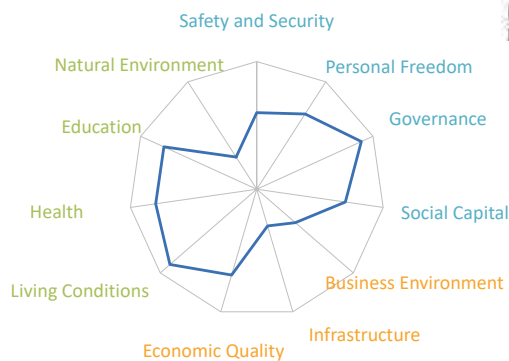 Safety and Security
Natural Environment
Personal Freedom
Governance
Education
Health
Social Capital
Business Environment
Living Conditions
Infrastructure
Economic Quality